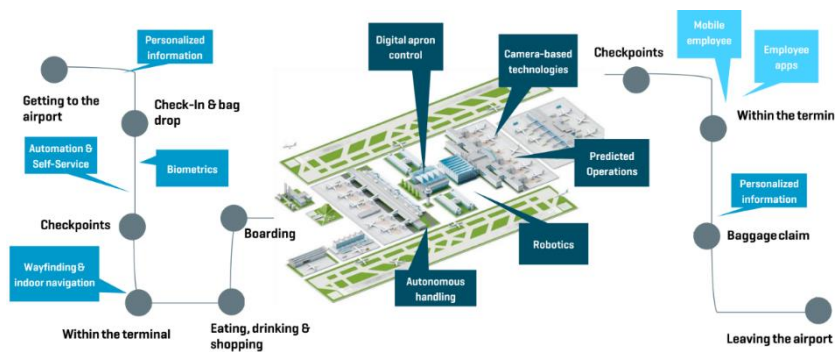 Personalized
information
Getting to the
airport
Check-In & bag
drop
Automation &
Self-Service
Biometrics
Checkpoints
Boarding
Wayfinding &
indoor navigation
Within the terminal
Eating, drinking &
shopping
Digital apron
control
Camera-based
technologies
Predicted
Operations
Robotics
Autonomous
handling
Checkpoints
Mobile
employee
Employee
apps
Within the termin
Personalized
information
Baggage claim
Leaving the airport